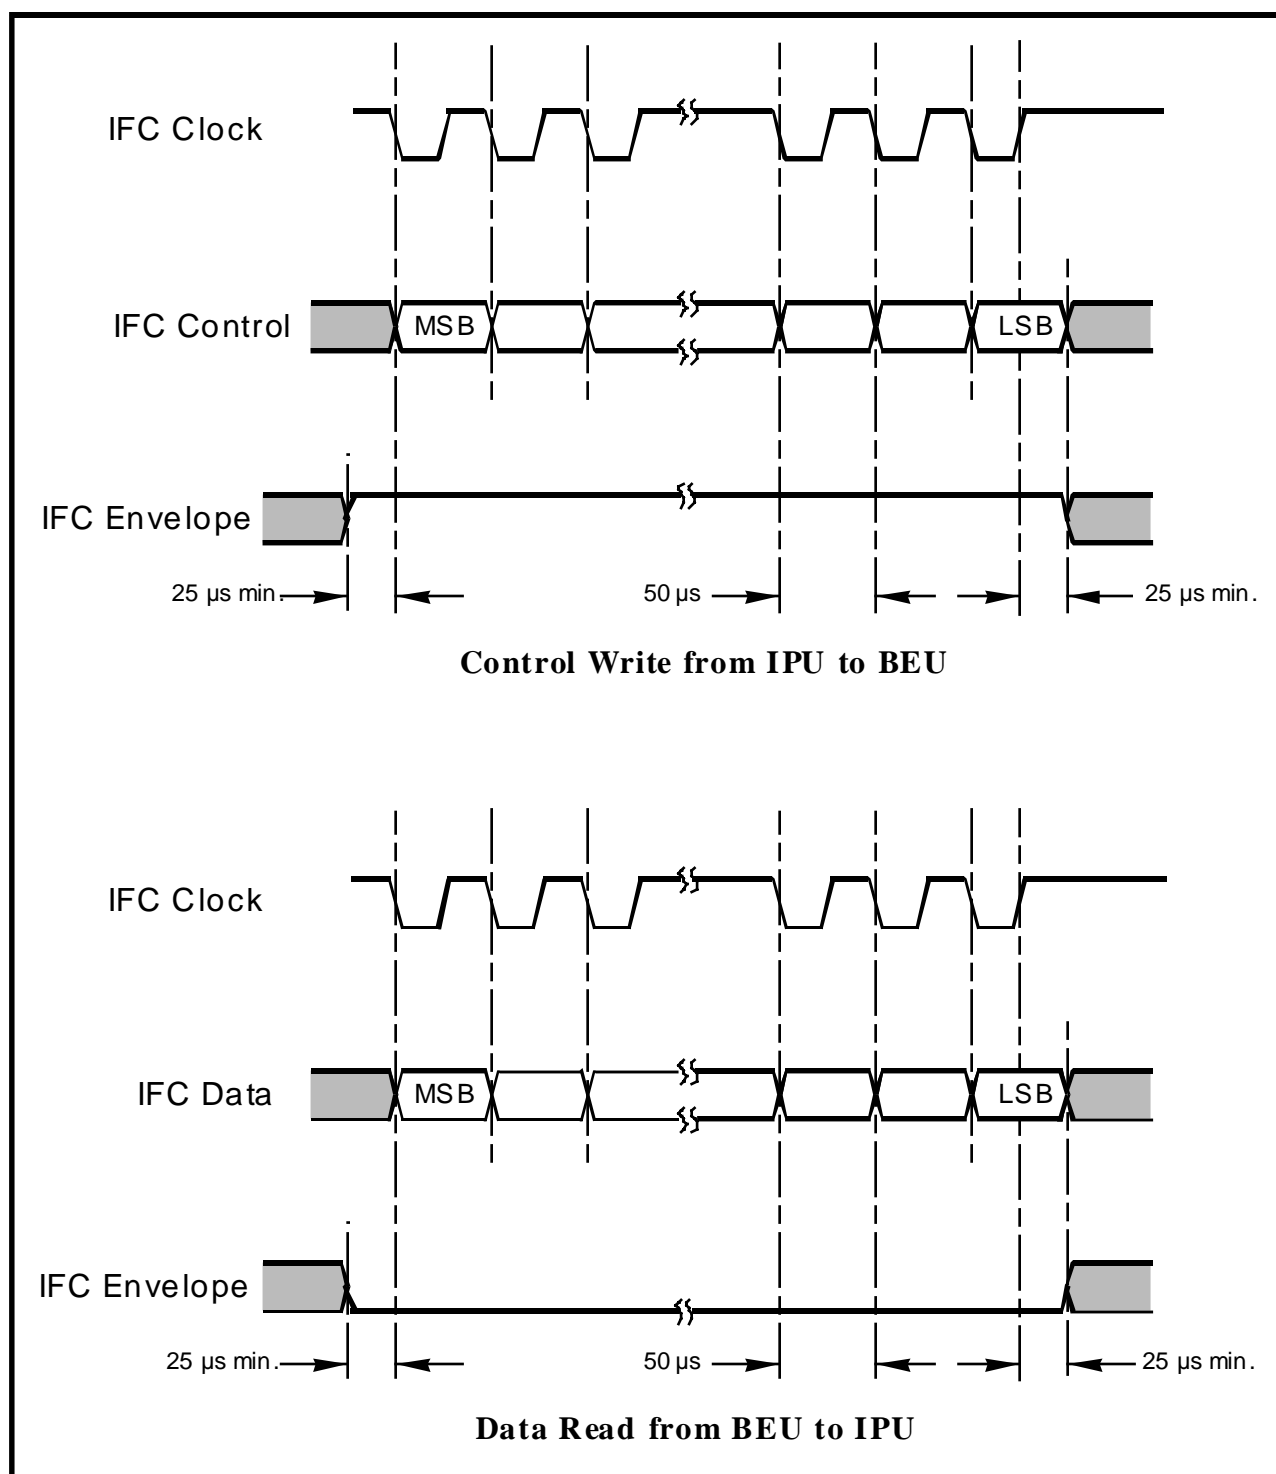 IFC Clock
IFC Control
MSB
LSB
IFC Envelope
25 µs min.
50 µs
25 µs min.
Control Write from IPU to BEU
IFC Clock
IFC Data
MSB
LSB
IFC Envelope
25 µs min.
50 µs
25 µs min.
Data Read from BEU to IPU